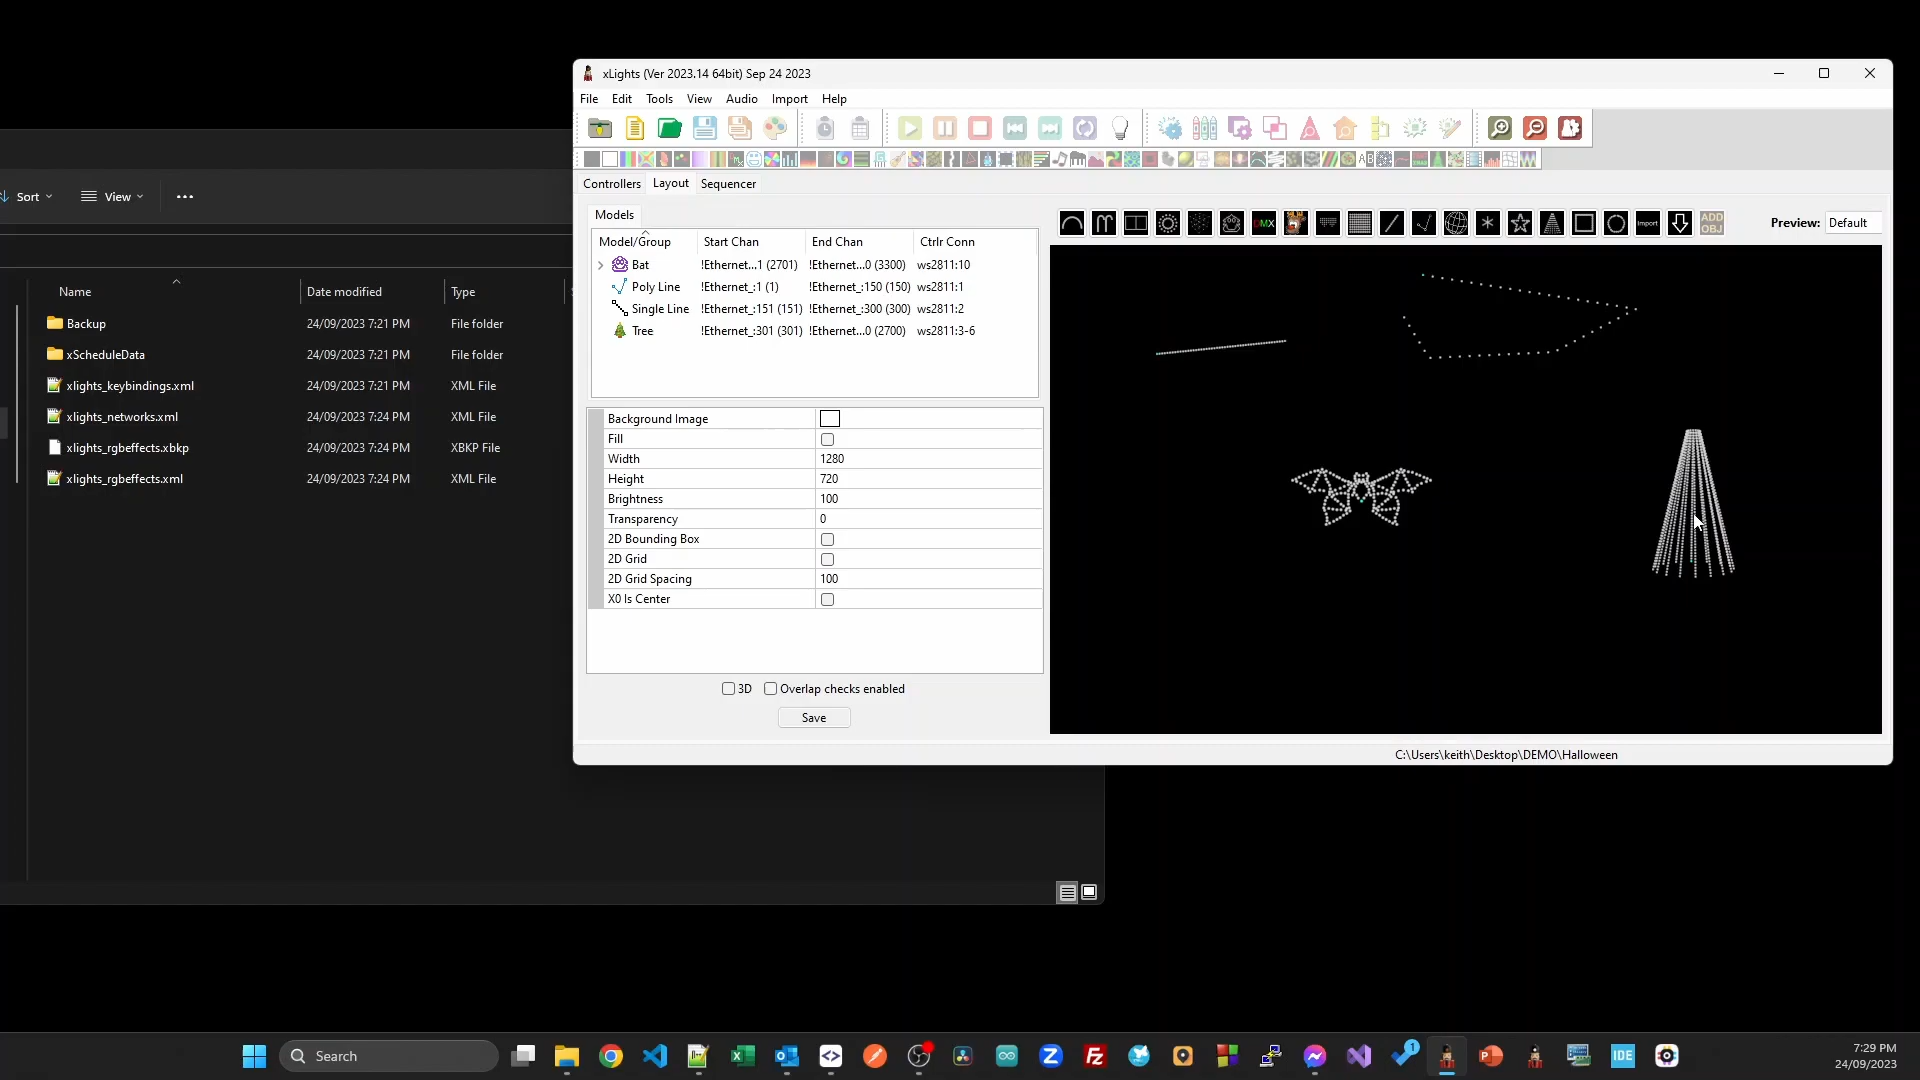 xLights (Ver 2023.14 64bit) Sep 24 2023
File Edit Tools View Audio Import Help
Controllers Layout Sequencer
Models
Model/Group Start Chan End Chan Ctrlr Conn
Bat !Ethernet...1 (2701) !Ethernet...0 (3300) ws2811:10
Poly Line !Ethernet_:1 (1) !Ethernet_:150 (150) ws2811:1
Single Line !Ethernet_:151 (151) !Ethernet_:300 (300) ws2811:2
Tree !Ethernet_:301 (301) !Ethernet...0 (2700) ws2811:3-6
Background Image
Fill
Width 1280
Height 720
Brightness 100
Transparency 0
2D Bounding Box
2D Grid
2D Grid Spacing 100
X0 Is Center
3D Overlap checks enabled
Save
DMX
Import
ADD
OBJ
Preview: Default
C:\Users\keith\Desktop\DEMO\Halloween
Sort View
Name Date modified Type
Backup 24/09/2023 7:21 PM File folder
xScheduleData 24/09/2023 7:21 PM File folder
xlights_keybindings.xml 24/09/2023 7:21 PM XML File
xlights_networks.xml 24/09/2023 7:24 PM XML File
xlights_rgbeffects.xbkp 24/09/2023 7:24 PM XBKP File
xlights_rgbeffects.xml 24/09/2023 7:24 PM XML File
Search
1
IDE
7:29 PM
24/09/2023